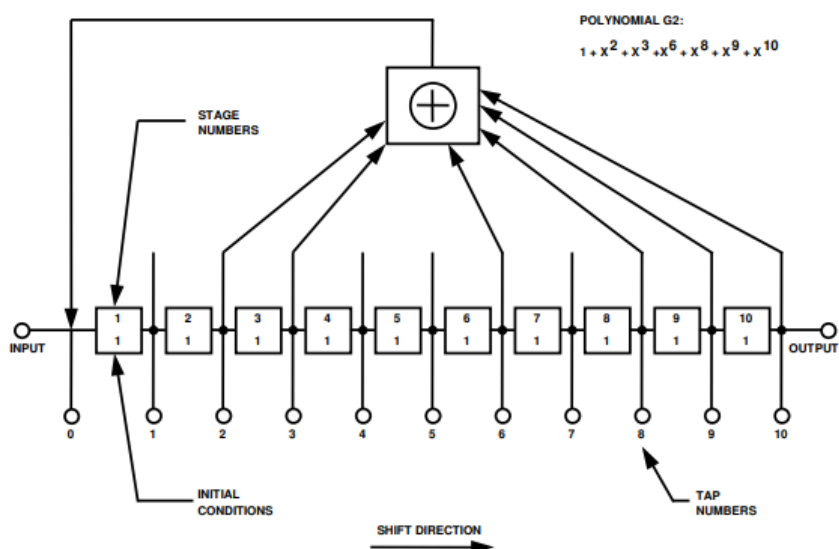 POLYNOMIAL G2:
1 + X² + X³ +X⁶ + X⁸ + X⁹ + X¹⁰
STAGE
NUMBERS
1 2 3 4 5 6 7 8 9 10
1 1 1 1 1 1 1 1 1 1
INPUT
OUTPUT
0 1 2 3 4 5 6 7 8 9 10
INITIAL
CONDITIONS
TAP
NUMBERS
SHIFT DIRECTION